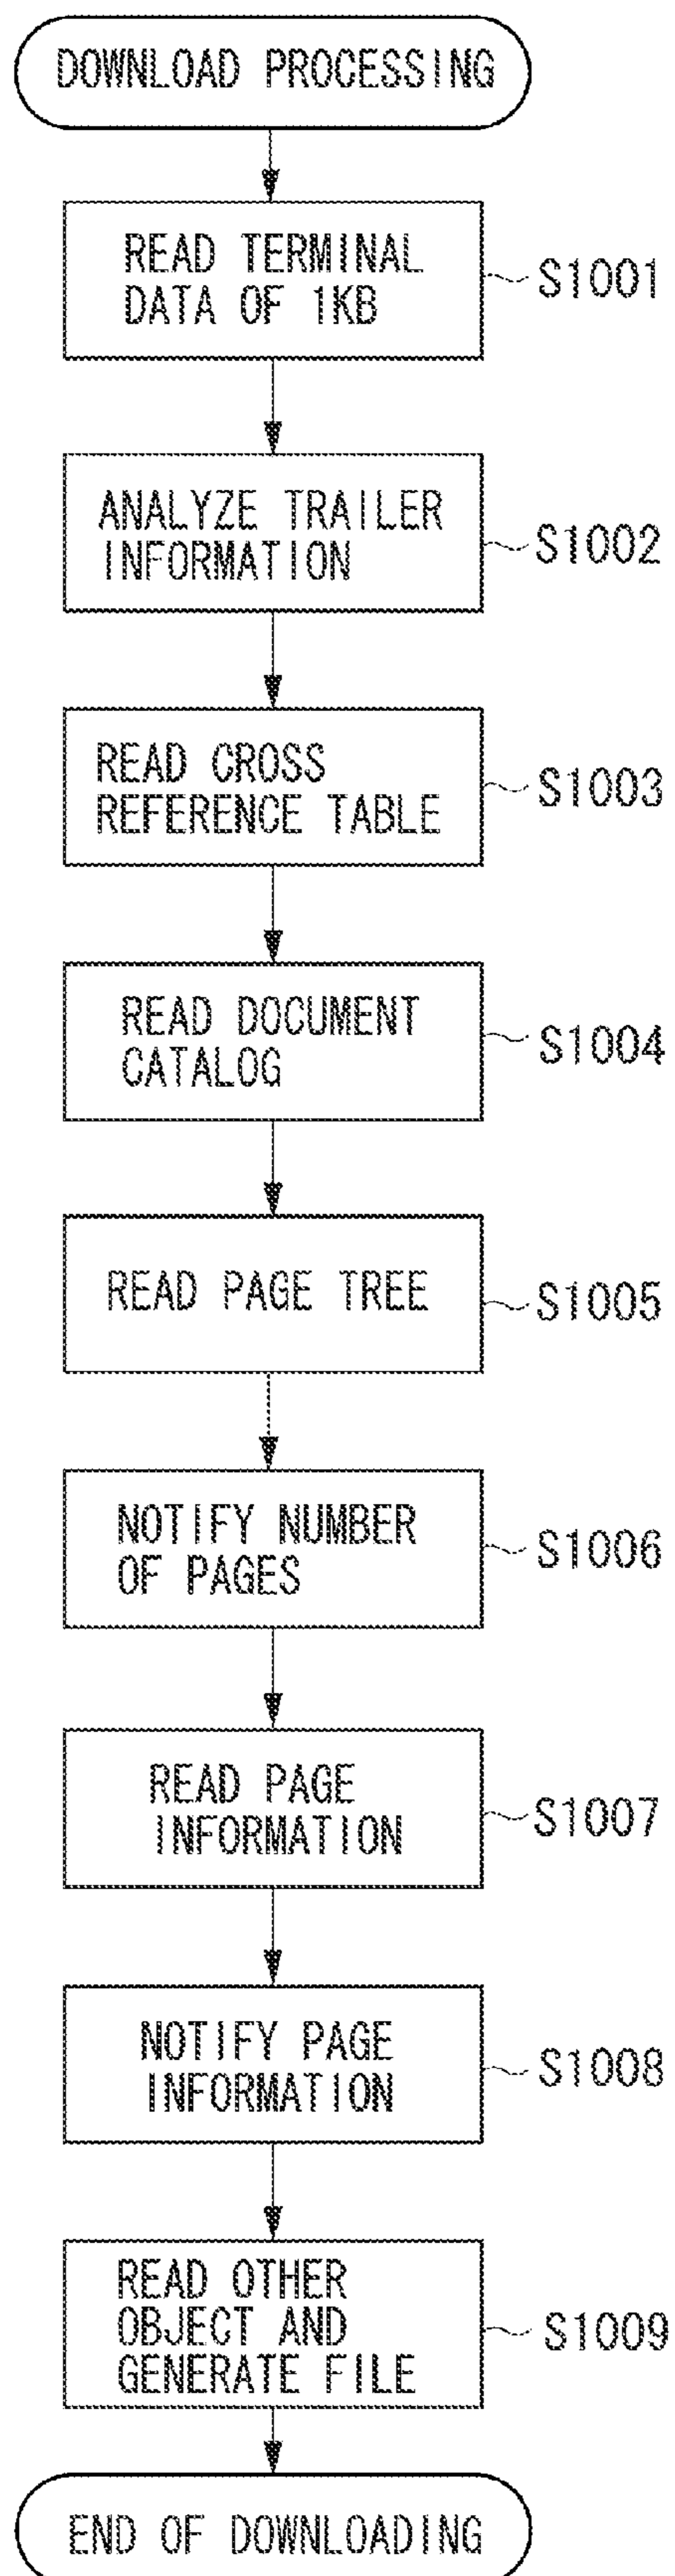 DOWNLOAD PROCESSING
READ TERMINAL
DATA OF 1KB
S1001
ANALYZE TRAILER
INFORMATION
S1002
READ CROSS
REFERENCE TABLE
S1003
READ DOCUMENT
CATALOG
S1004
READ PAGE TREE
S1005
NOTIFY NUMBER
OF PAGES
S1006
READ PAGE
INFORMATION
S1007
NOTIFY PAGE
INFORMATION
S1008
READ OTHER
OBJECT AND
GENERATE FILE
S1009
END OF DOWNLOADING